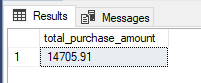 Results Messages
total_purchase_amount
1 14705.91